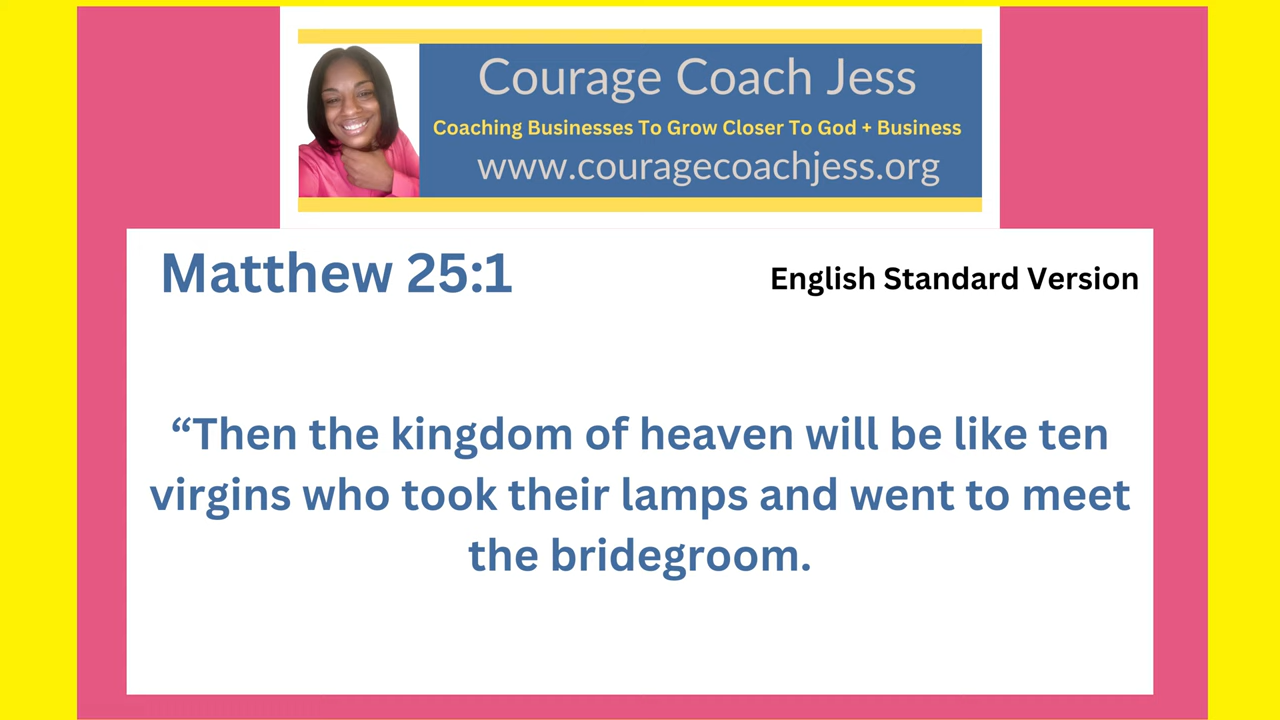 Courage Coach Jess
Coaching Businesses To Grow Closer To God + Business
www.couragecoachjess.org
Matthew 25:1
English Standard Version
“Then the kingdom of heaven will be like ten
virgins who took their lamps and went to meet
the bridegroom.